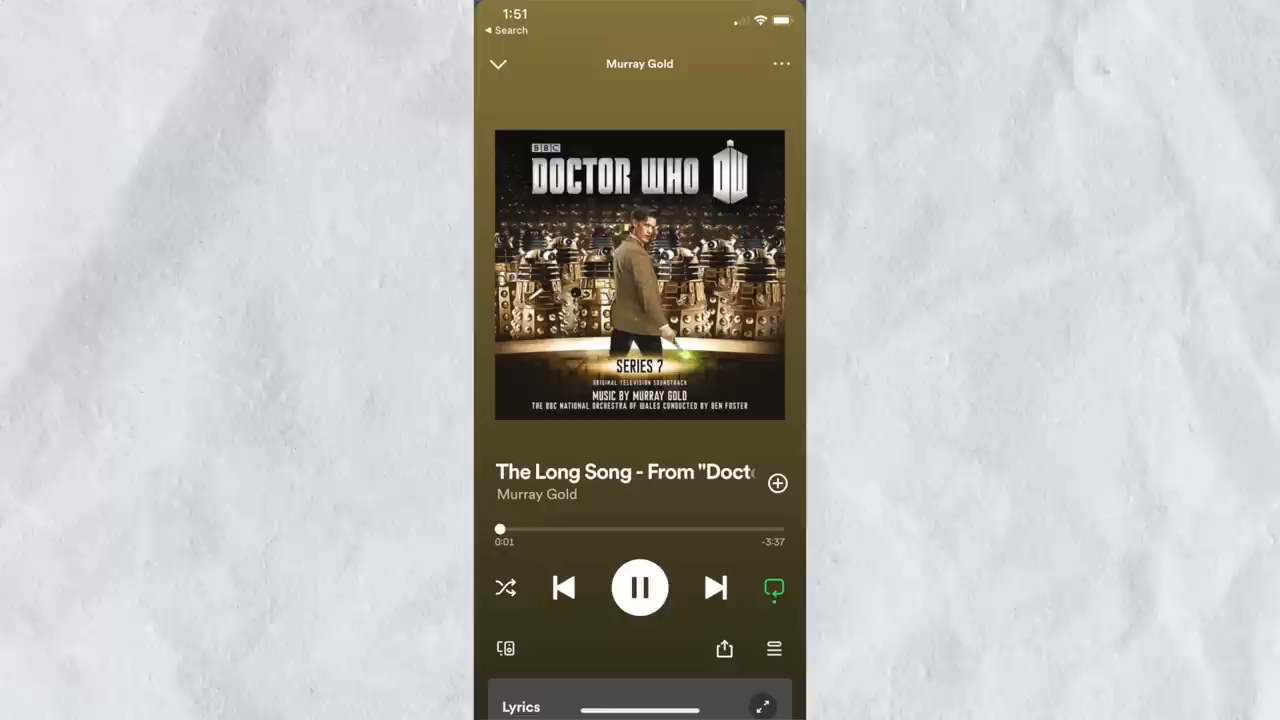 1:51
◀ Search
Murray Gold
BBC
DOCTOR WHO DW
SERIES 7
ORIGINAL TELEVISION SOUNDTRACK
MUSIC BY MURRAY GOLD
THE BBC NATIONAL ORCHESTRA OF WALES CONDUCTED BY BEN FOSTER
The Long Song - From "Docto
Murray Gold
0:01
-3:37
Lyrics